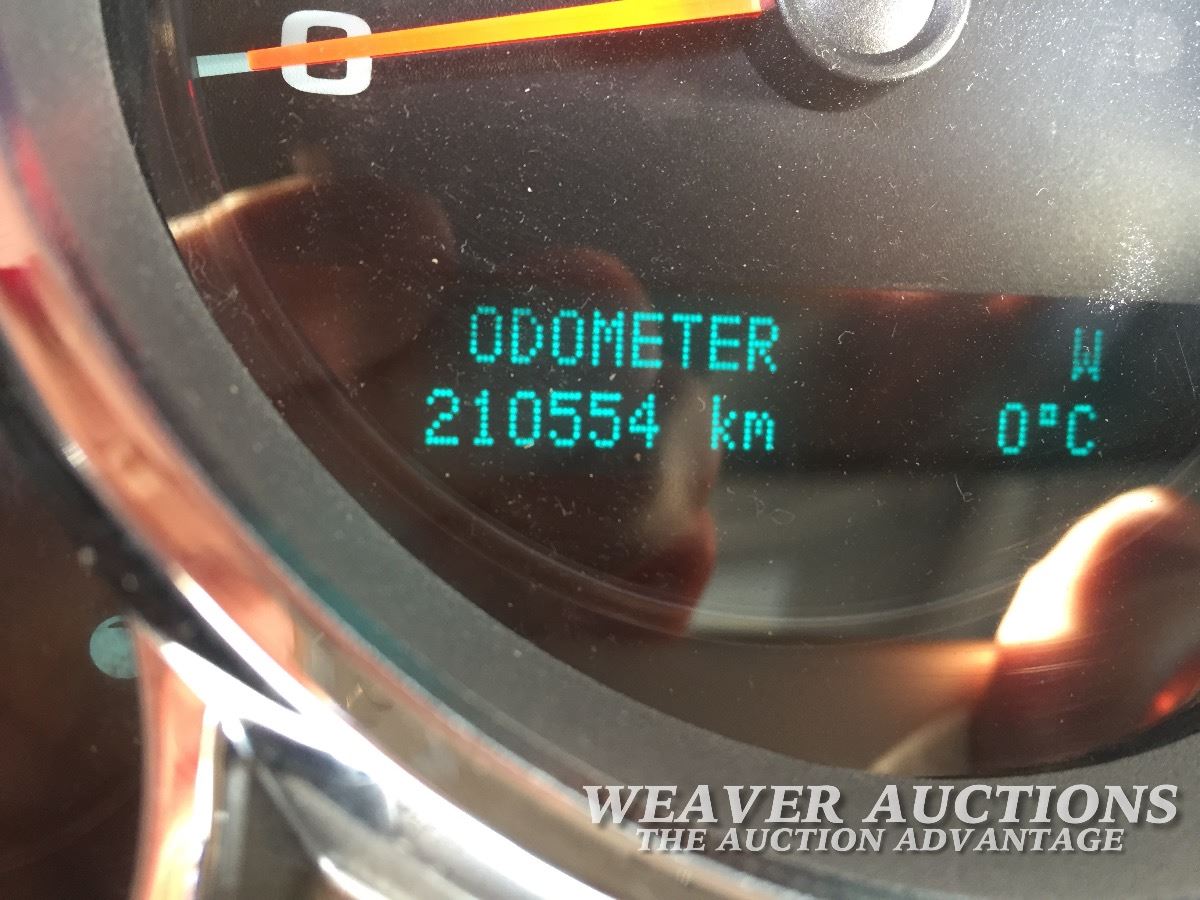 0
ODOMETER W
210554 km 0°C
WEAVER AUCTIONS
THE AUCTION ADVANTAGE